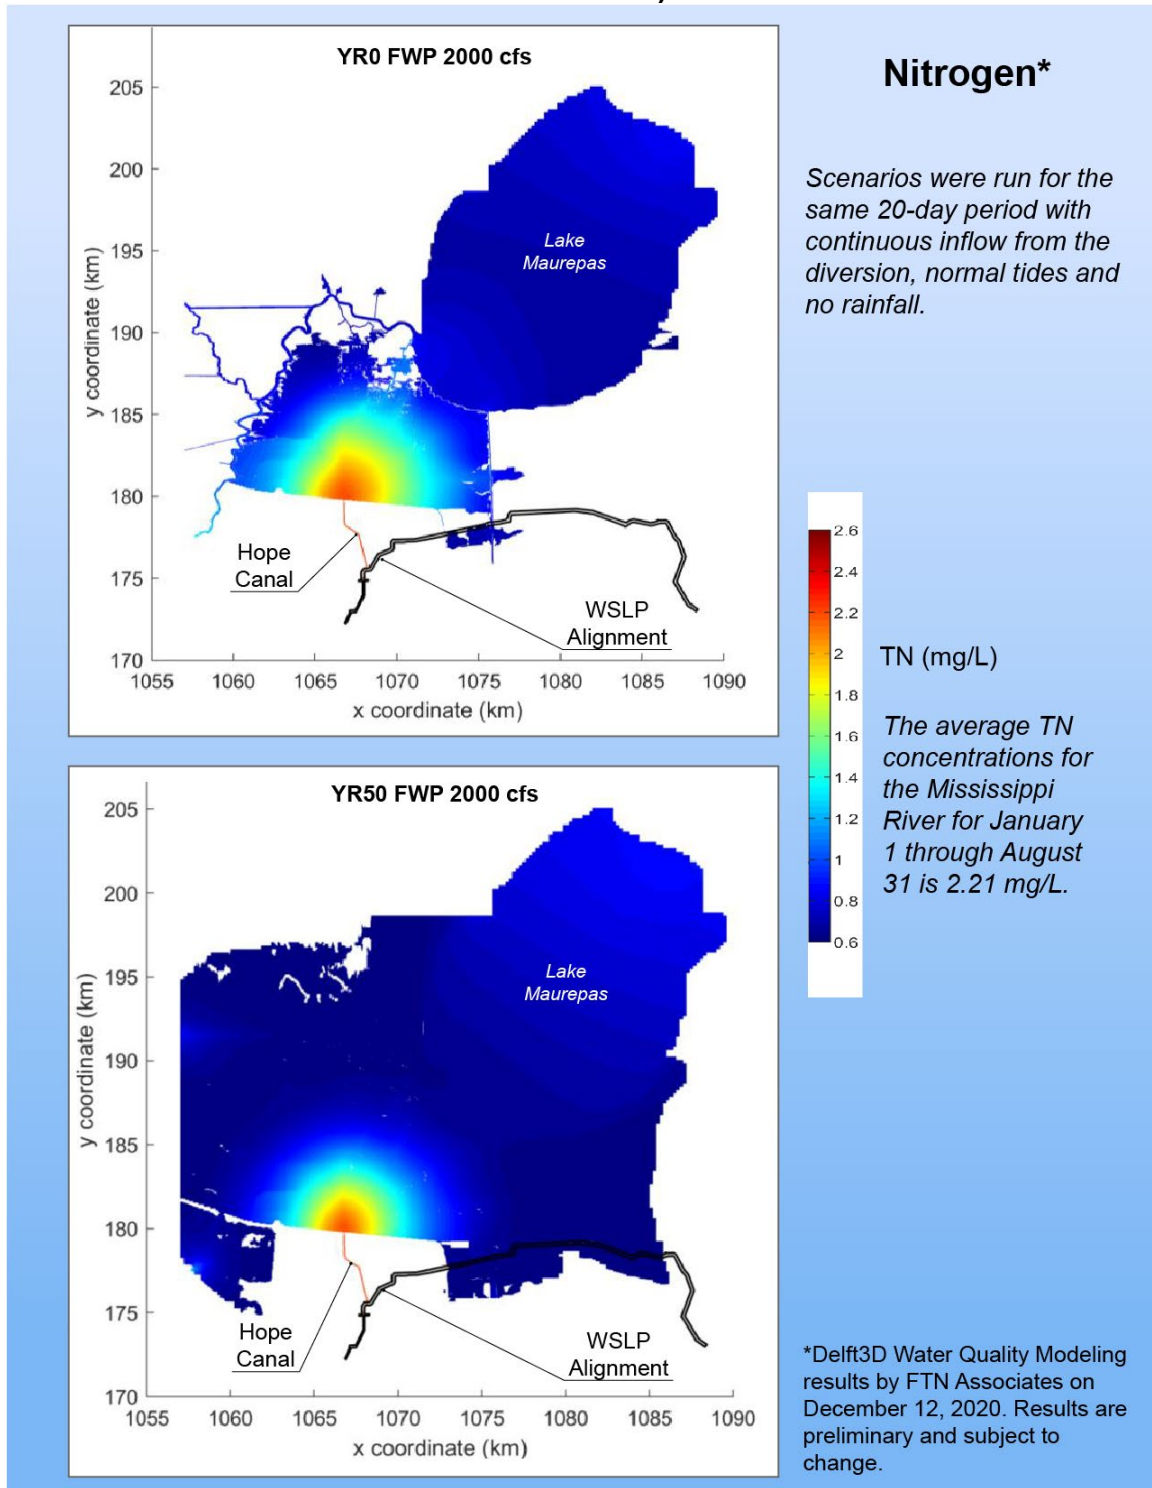 YR0 FWP 2000 cfs
205
200
195
190
185
180
175
170
y coordinate (km)
Lake
Maurepas
Hope
Canal
WSLP
Alignment
1055 1060 1065 1070 1075 1080 1085 1090
x coordinate (km)
Nitrogen*
Scenarios were run for the
same 20-day period with
continuous inflow from the
diversion, normal tides and
no rainfall.
2.6
2.4
2.2
2
1.8
1.6
1.4
1.2
1
0.8
0.6
TN (mg/L)
The average TN
concentrations for
the Mississippi
River for January
1 through August
31 is 2.21 mg/L.
YR50 FWP 2000 cfs
205
200
195
190
185
180
175
170
y coordinate (km)
Lake
Maurepas
Hope
Canal
WSLP
Alignment
1055 1060 1065 1070 1075 1080 1085 1090
x coordinate (km)
*Delft3D Water Quality Modeling
results by FTN Associates on
December 12, 2020. Results are
preliminary and subject to
change.